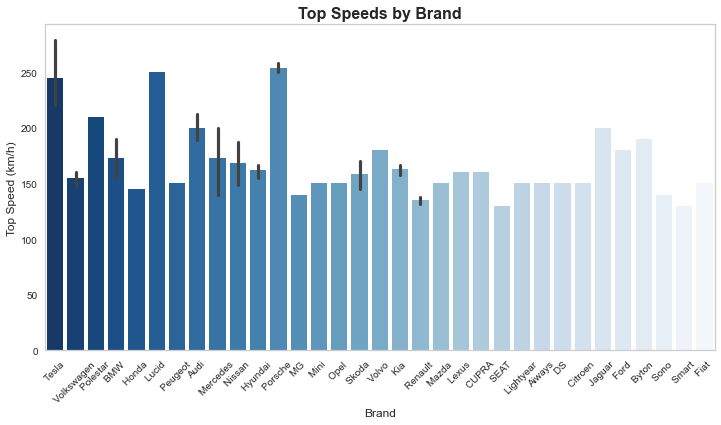 Top Speeds by Brand
Top Speed (km/h)
250
200
150
100
50
0
Tesla
Volkswagen
Polestar
BMW
Honda
Lucid
Peugeot
Audi
Mercedes
Nissan
Hyundai
Porsche
MG
Mini
Opel
Skoda
Volvo
Kia
Renault
Mazda
Lexus
CUPRA
SEAT
Lightyear
Aiways
DS
Citroen
Jaguar
Ford
Byton
Sono
Smart
Fiat
Brand